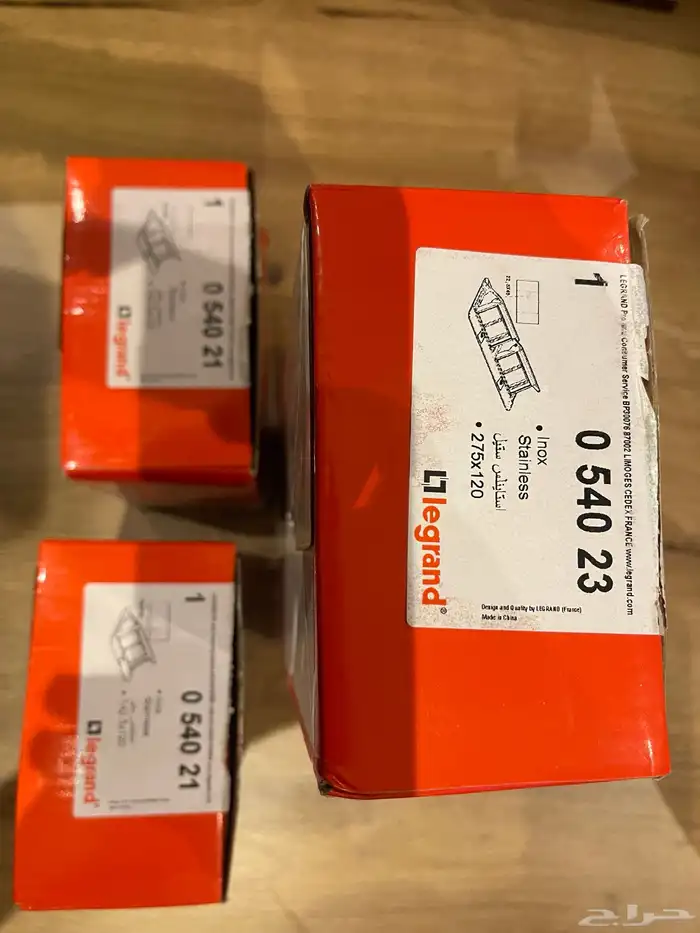 1
0 540 21
legrand
1
0 540 21
legrand
LEGRAND Pro and Consumer Service BP30076 87002 LIMOGES CEDEX FRANCE www.legrand.com
1
0 540 23
• Inox
Stainless
استاينلس ستيل
• 275x120
legrand®
Design and Quality by LEGRAND (France)
Made in China
حراج